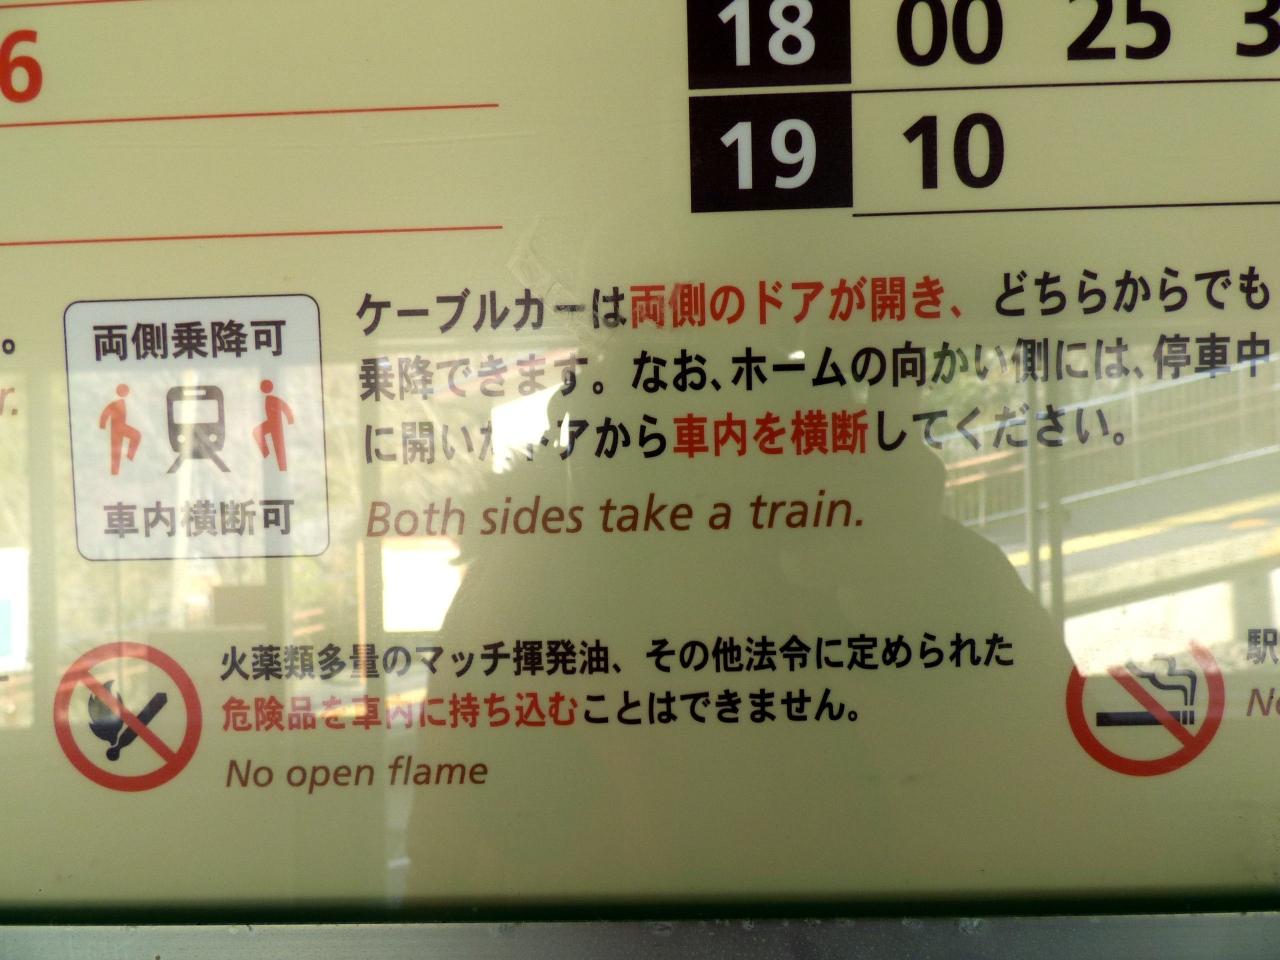 6
18 00 25 3
19 10
。
r.
両側乗降可
車内横断可
ケーブルカーは両側のドアが開き、どちらからでも
乗降できます。なお、ホームの向かい側には、停車中
に開いたドアから車内を横断してください。
Both sides take a train.
火薬類多量のマッチ揮発油、その他法令に定められた
危険品を車内に持ち込むことはできません。
No open flame
駅
No